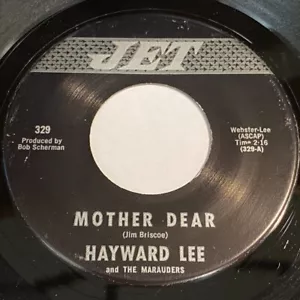 JET
329
Produced by
Bob Scherman
Webster-Lee
(ASCAP)
Time 2-16
(329-A)
MOTHER DEAR
(Jim Briscoe)
HAYWARD LEE
and THE MARAUDERS